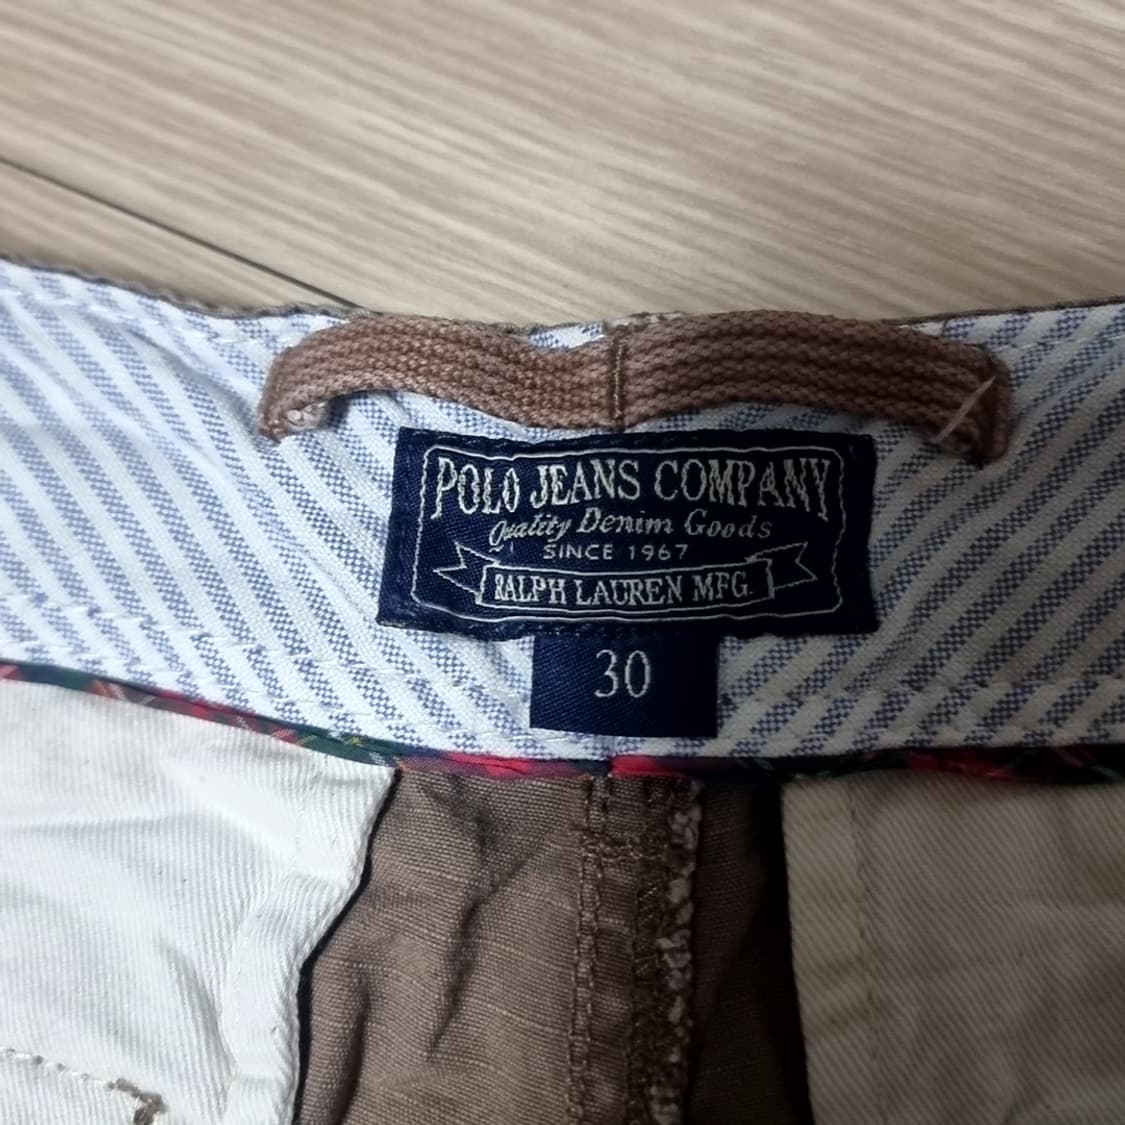 POLO JEANS COMPANY
Quality Denim Goods
SINCE 1967
RALPH LAUREN MFG.
30